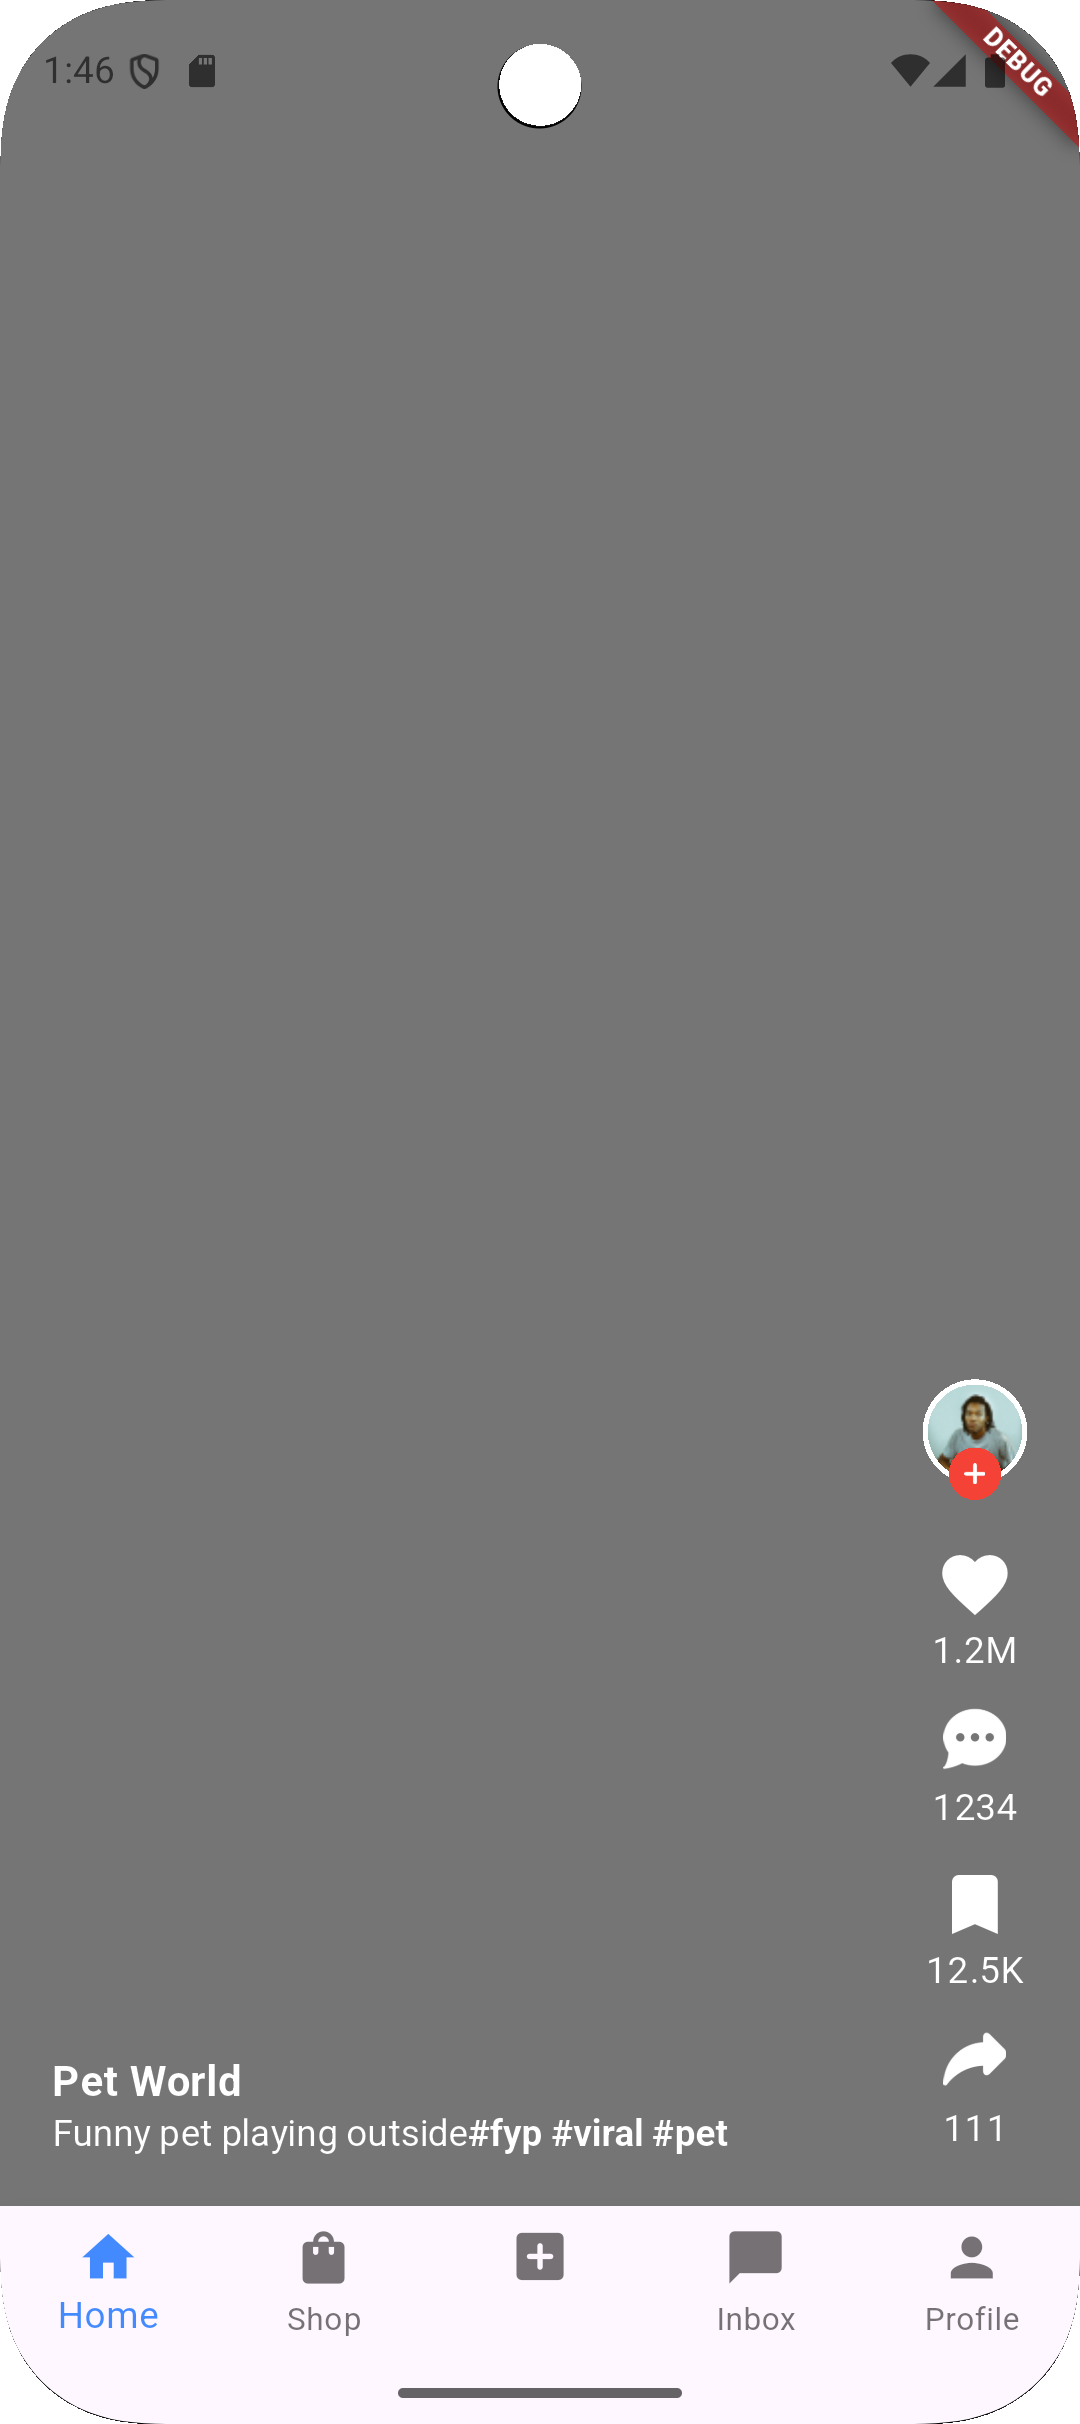 1:46
DEBUG
1.2M
1234
12.5K
111
Pet World
Funny pet playing outside#fyp #viral #pet
Home
Shop
Inbox
Profile